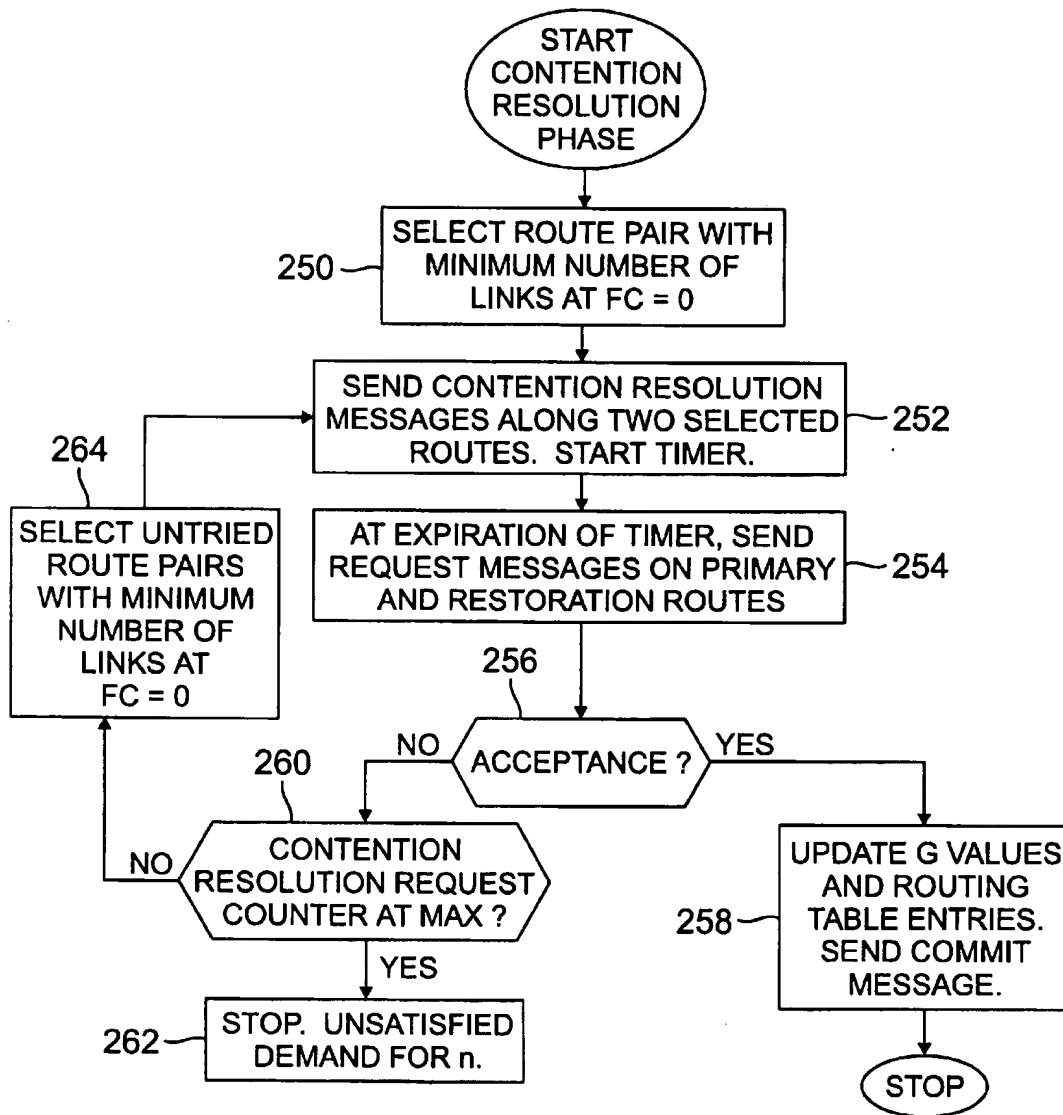 START
CONTENTION
RESOLUTION
PHASE
250
SELECT ROUTE PAIR WITH
MINIMUM NUMBER OF
LINKS AT FC = 0
SEND CONTENTION RESOLUTION
MESSAGES ALONG TWO SELECTED
ROUTES. START TIMER.
252
264
SELECT UNTRIED
ROUTE PAIRS
WITH MINIMUM
NUMBER OF
LINKS AT
FC = 0
AT EXPIRATION OF TIMER, SEND
REQUEST MESSAGES ON PRIMARY
AND RESTORATION ROUTES
254
256
NO
ACCEPTANCE ?
YES
260
NO
CONTENTION
RESOLUTION REQUEST
COUNTER AT MAX ?
YES
258
UPDATE G VALUES
AND ROUTING
TABLE ENTRIES.
SEND COMMIT
MESSAGE.
262
STOP. UNSATISFIED
DEMAND FOR n.
STOP